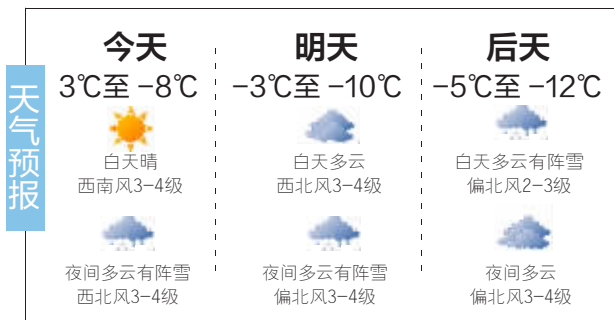 天气预报
今天
3℃至 -8℃
白天晴
西南风3-4级
夜间多云有阵雪
西北风3-4级
明天
-3℃至 -10℃
白天多云
西北风3-4级
夜间多云有阵雪
偏北风3-4级
后天
-5℃至 -12℃
白天多云有阵雪
偏北风2-3级
夜间多云
偏北风3-4级